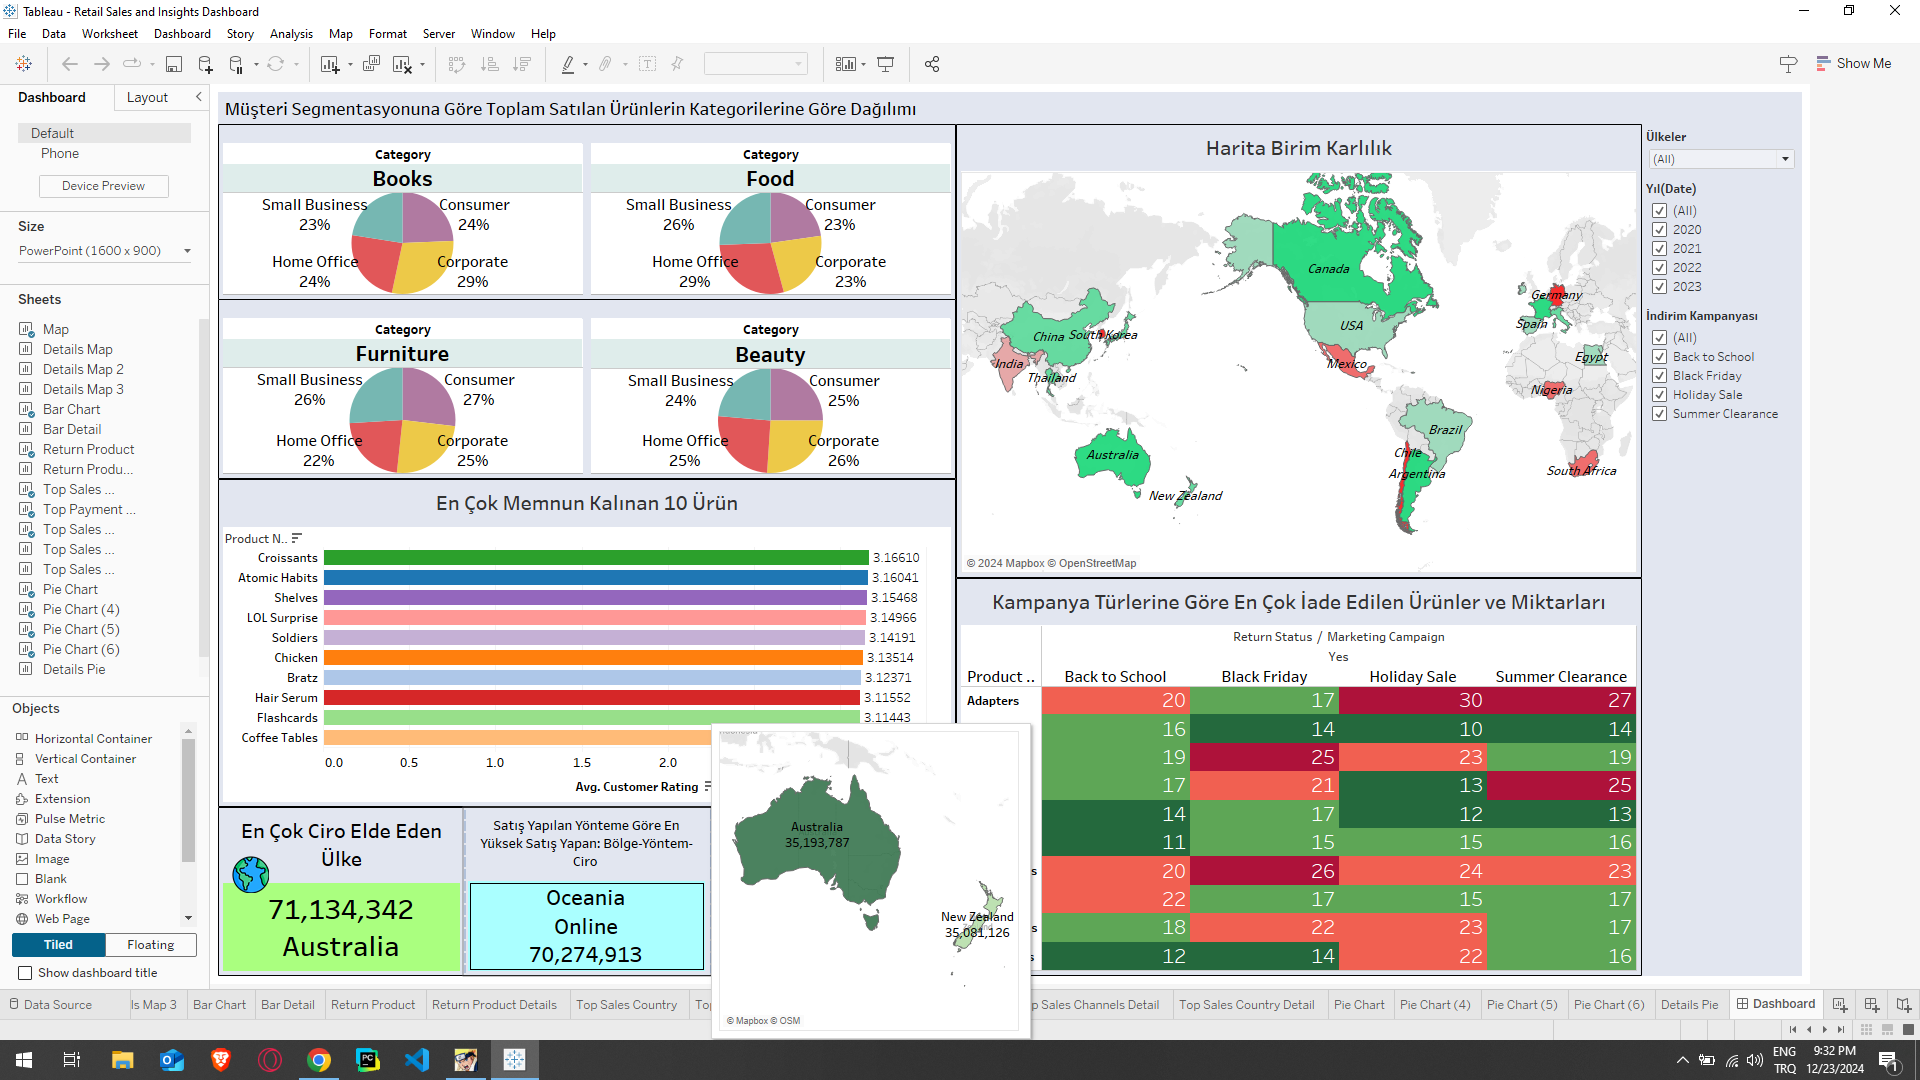 Tableau - Retail Sales and Insights Dashboard
File Data Worksheet Dashboard Story Analysis Map Format Server Window Help
Show Me
Dashboard Layout
Default
Phone
Device Preview
Size
PowerPoint (1600 x 900)
Sheets
Map
Details Map
Details Map 2
Details Map 3
Bar Chart
Bar Detail
Return Product
Return Produ...
Top Sales ...
Top Payment ...
Top Sales ...
Top Sales ...
Top Sales ...
Pie Chart
Pie Chart (4)
Pie Chart (5)
Pie Chart (6)
Details Pie
Objects
Horizontal Container
Vertical Container
Text
Extension
Pulse Metric
Data Story
Image
Blank
Workflow
Web Page
Tiled Floating
Show dashboard title
Müşteri Segmentasyonuna Göre Toplam Satılan Ürünlerin Kategorilerine Göre Dağılımı
Category
Books
Small Business
23%
Consumer
24%
Home Office
24%
Corporate
29%
Category
Food
Small Business
26%
Consumer
23%
Home Office
29%
Corporate
23%
Category
Furniture
Small Business
26%
Consumer
27%
Home Office
22%
Corporate
25%
Category
Beauty
Small Business
24%
Consumer
25%
Home Office
25%
Corporate
26%
En Çok Memnun Kalınan 10 Ürün
Product N..
Croissants 3.16610
Atomic Habits 3.16041
Shelves 3.15468
LOL Surprise 3.14966
Soldiers 3.14191
Chicken 3.13514
Bratz 3.12371
Hair Serum 3.11552
Flashcards 3.11443
Coffee Tables
0.0 0.5 1.0 1.5 2.0
Avg. Customer Rating
En Çok Ciro Elde Eden
Ülke
71,134,342
Australia
Satış Yapılan Yönteme Göre En
Yüksek Satış Yapan: Bölge-Yöntem-
Ciro
Oceania
Online
70,274,913
Australia
35,193,787
New Zealand
35,081,126
© Mapbox © OSM
Harita Birim Karlılık
Canada
USA
Mexico
Brazil
Chile
Argentina
China
South Korea
India
Thailand
Australia
New Zealand
Germany
Spain
Egypt
Nigeria
South Africa
© 2024 Mapbox © OpenStreetMap
Kampanya Türlerine Göre En Çok İade Edilen Ürünler ve Miktarları
Return Status / Marketing Campaign
Yes
Product .. Back to School Black Friday Holiday Sale Summer Clearance
Adapters 20 17 30 27
16 14 10 14
19 25 23 19
17 21 13 25
14 17 12 13
11 15 15 16
s 20 26 24 23
22 17 15 17
s 18 22 23 17
s 12 14 22 16
Ülkeler
(All)
Yıl(Date)
(All)
2020
2021
2022
2023
İndirim Kampanyası
(All)
Back to School
Black Friday
Holiday Sale
Summer Clearance
Data Source ls Map 3 Bar Chart Bar Detail Return Product Return Product Details Top Sales Country To p Sales Channels Detail Top Sales Country Detail Pie Chart Pie Chart (4) Pie Chart (5) Pie Chart (6) Details Pie Dashboard
ENG
TRQ
9:32 PM
12/23/2024
1